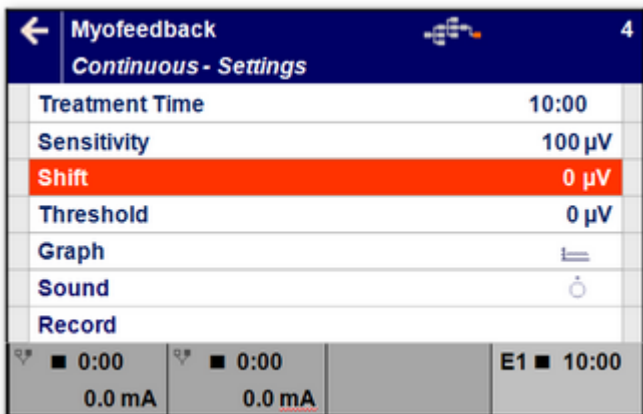 Myofeedback 4
Continuous - Settings
Treatment Time 10:00
Sensitivity 100 µV
Shift 0 µV
Threshold 0 µV
Graph
Sound
Record
0:00 0:00 E1 ■ 10:00
0.0 mA 0.0 mA